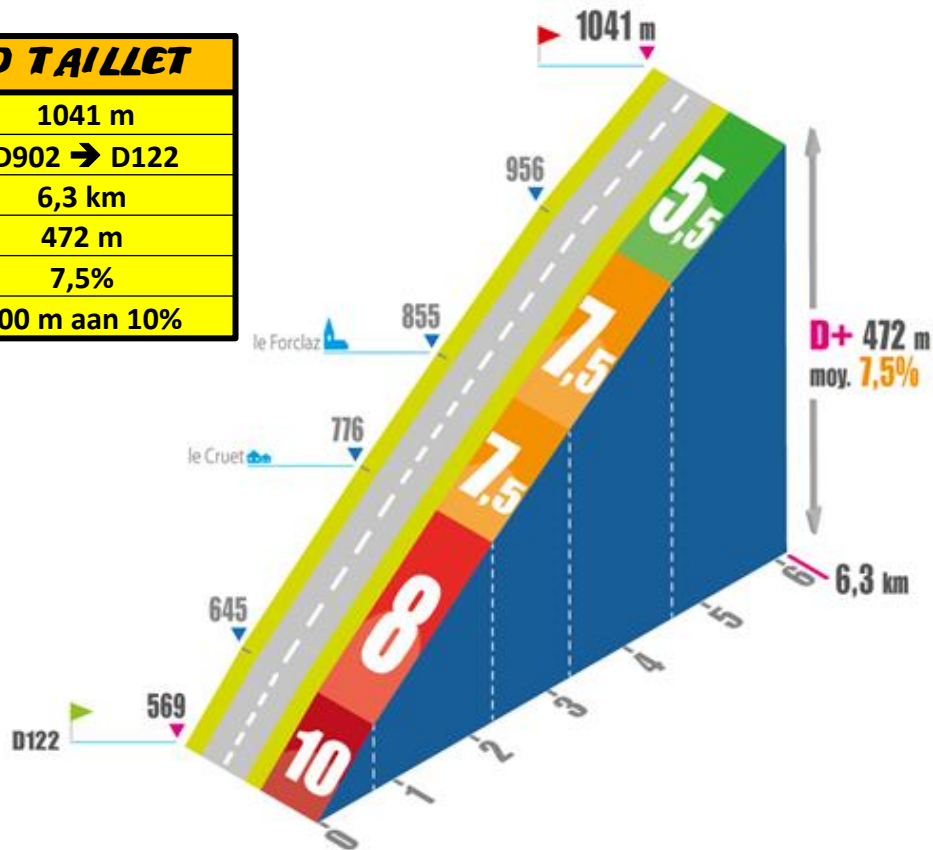 D TAILLET
1041 m
D902 ➔ D122
6,3 km
472 m
7,5%
00 m aan 10%
1041 m
956
855
le Forclaz
776
le Cruet
645
569
D122
5,5
7,5
7,5
8
10
D+ 472 m
moy. 7,5%
6,3 km
0
1
2
3
4
5
6